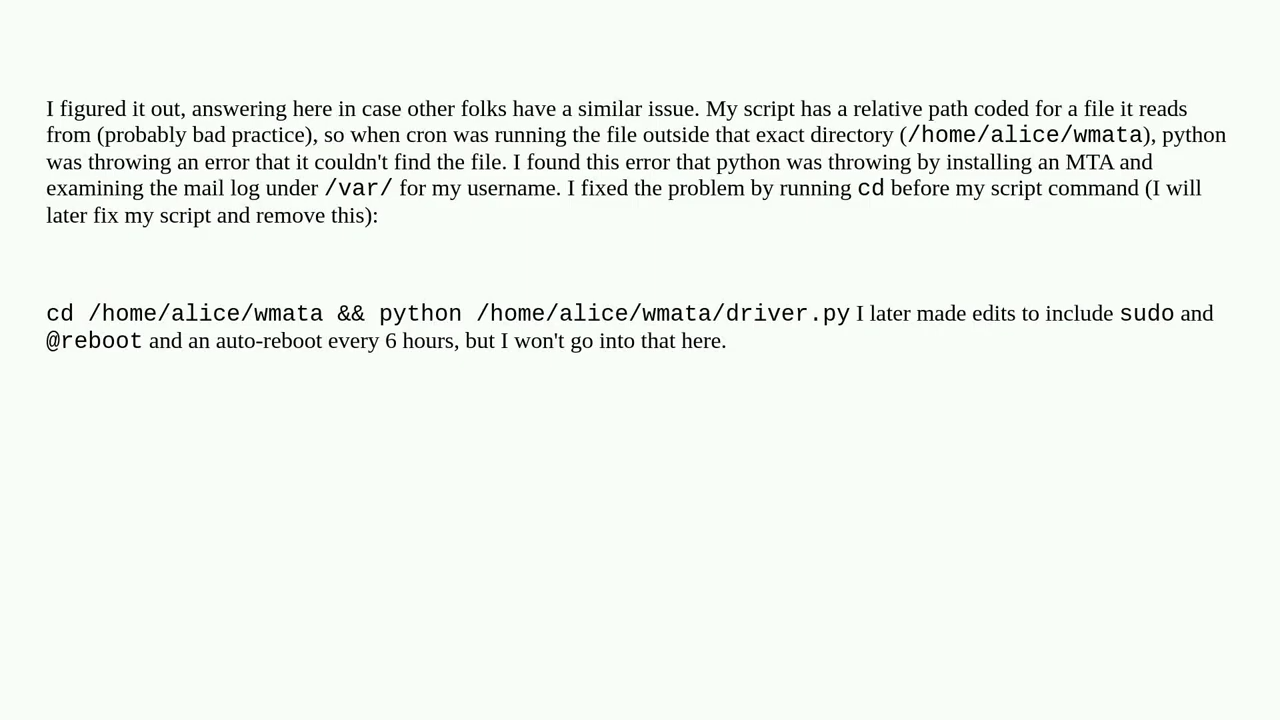 I figured it out, answering here in case other folks have a similar issue. My script has a relative path coded for a file it reads
from (probably bad practice), so when cron was running the file outside that exact directory (/home/alice/wmata), python
was throwing an error that it couldn't find the file. I found this error that python was throwing by installing an MTA and
examining the mail log under /var/ for my username. I fixed the problem by running cd before my script command (I will
later fix my script and remove this):
cd /home/alice/wmata && python /home/alice/wmata/driver.py I later made edits to include sudo and
@reboot and an auto-reboot every 6 hours, but I won't go into that here.